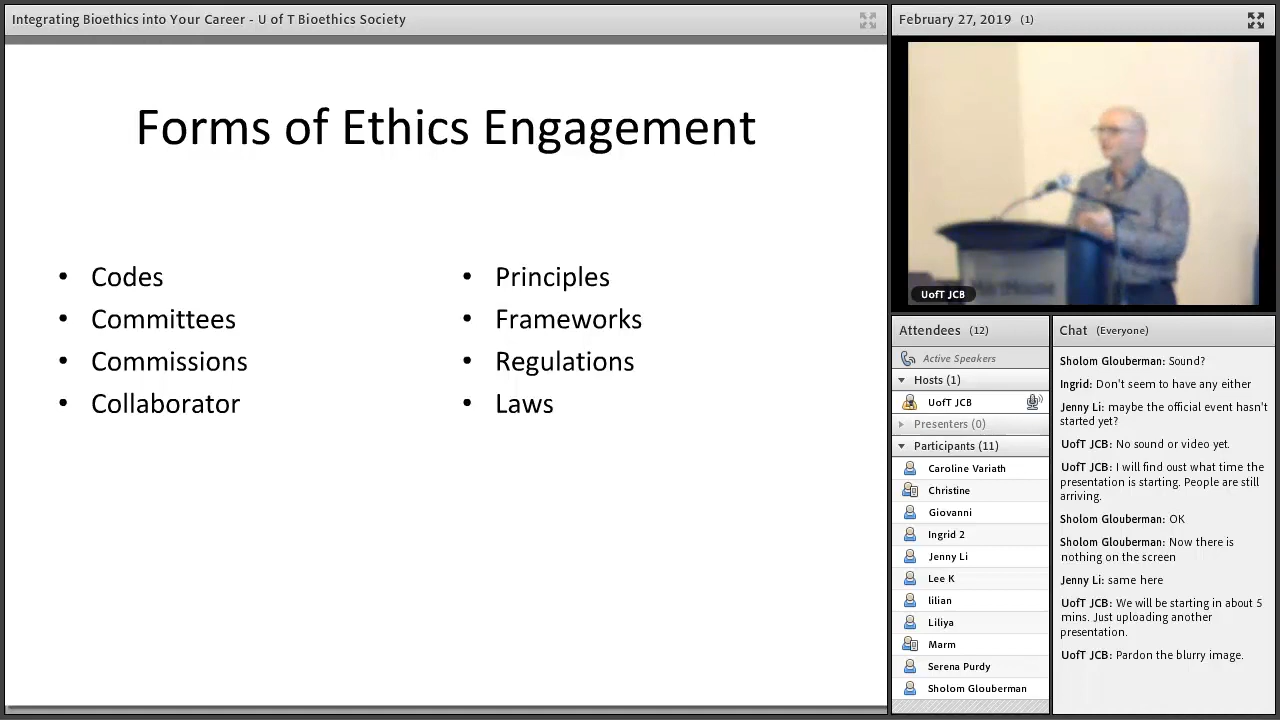 Integrating Bioethics into Your Career - U of T Bioethics Society
Forms of Ethics Engagement
• Codes
• Committees
• Commissions
• Collaborator
• Principles
• Frameworks
• Regulations
• Laws
February 27, 2019 (1)
UofT JCB
Attendees (12)
Active Speakers
Hosts (1)
UofT JCB
Presenters (0)
Participants (11)
Caroline Variath
Christine
Giovanni
Ingrid 2
Jenny Li
Lee K
lilian
Liliya
Marm
Serena Purdy
Sholom Glouberman
Chat (Everyone)
Sholom Glouberman: Sound?
Ingrid: Don't seem to have any either
Jenny Li: maybe the official event hasn't
started yet?
UofT JCB: No sound or video yet.
UofT JCB: I will find oust what time the
presentation is starting. People are still
arriving.
Sholom Glouberman: OK
Sholom Glouberman: Now there is
nothing on the screen
Jenny Li: same here
UofT JCB: We will be starting in about 5
mins. Just uploading another
presentation.
UofT JCB: Pardon the blurry image.